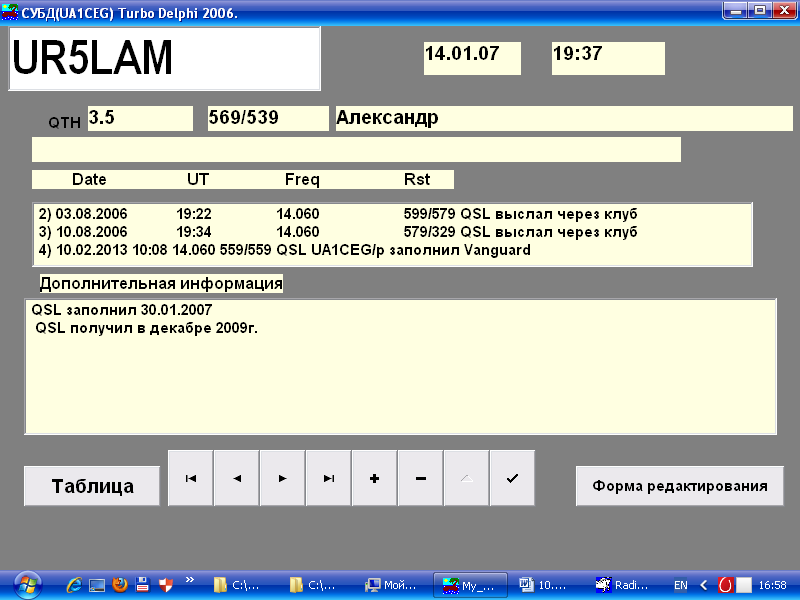 СУБД(UA1CEG) Turbo Delphi 2006.
UR5LAM
14.01.07 19:37
QTH 3.5 569/539 Александр
Date UT Freq Rst
2) 03.08.2006 19:22 14.060 599/579 QSL выслал через клуб
3) 10.08.2006 19:34 14.060 579/329 QSL выслал через клуб
4) 10.02.2013 10:08 14.060 559/559 QSL UA1CEG/p заполнил Vanguard
Дополнительная информация
QSL заполнил 30.01.2007
QSL получил в декабре 2009г.
Таблица
Форма редактирования
C:\... C:\... Мой... My_... 10.... Radi... EN 16:58